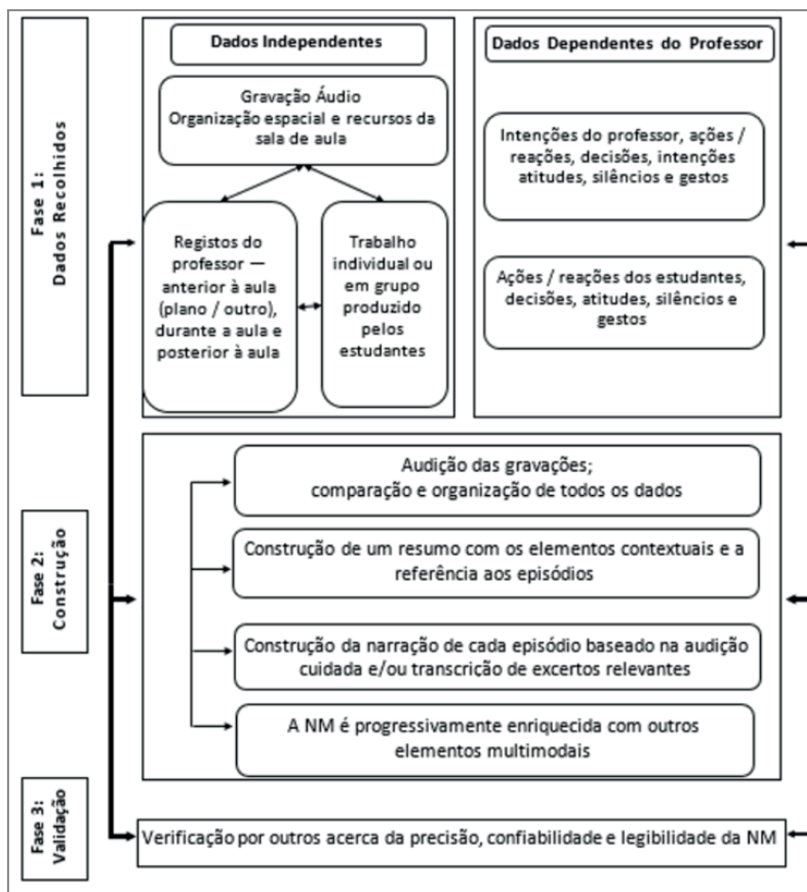 Fase 1:
Dados Recolhidos
Dados Independentes
Gravação Áudio
Organização espacial e recursos da
sala de aula
Registos do
professor —
anterior à aula
(plano / outro),
durante a aula e
posterior à aula
Trabalho
individual ou
em grupo
produzido
pelos
estudantes
Dados Dependentes do Professor
Intenções do professor, ações /
reações, decisões, intenções
atitudes, silêncios e gestos
Ações / reações dos estudantes,
decisões, atitudes, silêncios e
gestos
Fase 2:
Construção
Audição das gravações;
comparação e organização de todos os dados
Construção de um resumo com os elementos contextuais e a
referência aos episódios
Construção da narração de cada episódio baseado na audição
cuidada e/ou transcrição de excertos relevantes
A NM é progressivamente enriquecida com outros
elementos multimodais
Fase 3:
Validação
Verificação por outros acerca da precisão, confiabilidade e legibilidade da NM